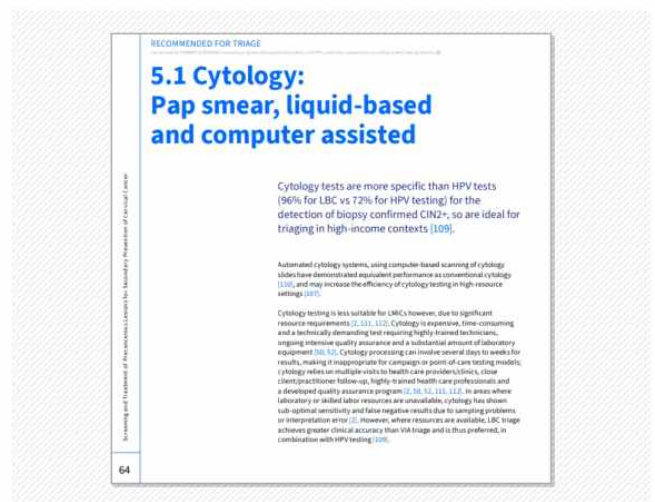 RECOMMENDED FOR TRIAGE
5.1 Cytology:
Pap smear, liquid-based
and computer assisted
Cytology tests are more specific than HPV tests
(96% for LBC vs 72% for HPV testing) for the
detection of biopsy confirmed CIN2+, so are ideal for
triaging in high-income contexts [109].
Automated cytology systems, using computer-based scanning of cytology
slides have demonstrated equivalent performance as conventional cytology
[110], and may increase the efficiency of cytology testing in high-resource
settings [107].
Cytology testing is less suitable for LMICs however, due to significant
resource requirements [2, 111, 112]. Cytology is expensive, time-consuming
and a technically demanding test requiring highly-trained technicians,
ongoing intensive quality assurance and a substantial amount of laboratory
equipment [50, 52]. Cytology processing can involve several days to weeks for
results, making it inappropriate for campaign or point-of-care testing models;
cytology relies on multiple visits to health care providers/clinics, close
client/practitioner follow-up, highly-trained health care professionals and
a developed quality assurance program [2, 50, 52, 111, 112]. In areas where
laboratory or skilled labor resources are unavailable, cytology has shown
sub-optimal sensitivity and false negative results due to sampling problems
or interpretation error [2]. However, where resources are available, LBC triage
achieves greater clinical accuracy than VIA triage and is thus preferred, in
combination with HPV testing [109].
Screening and Treatment of Precancerous Lesions for Secondary Prevention of Cervical Cancer
64